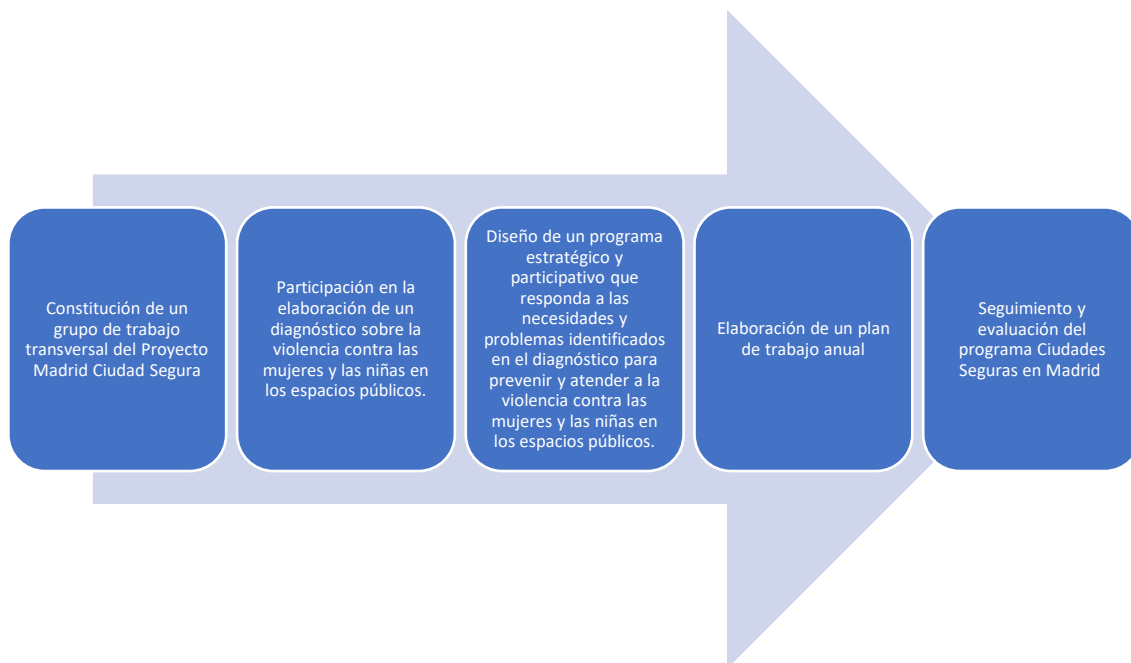 Constitución de un
grupo de trabajo
transversal del Proyecto
Madrid Ciudad Segura
Participación en la
elaboración de un
diagnóstico sobre la
violencia contra las
mujeres y las niñas en
los espacios públicos.
Diseño de un programa
estratégico y
participativo que
responda a las
necesidades y
problemas identificados
en el diagnóstico para
prevenir y atender a la
violencia contra las
mujeres y las niñas en
los espacios públicos.
Elaboración de un plan
de trabajo anual
Seguimiento y
evaluación del
programa Ciudades
Seguras en Madrid